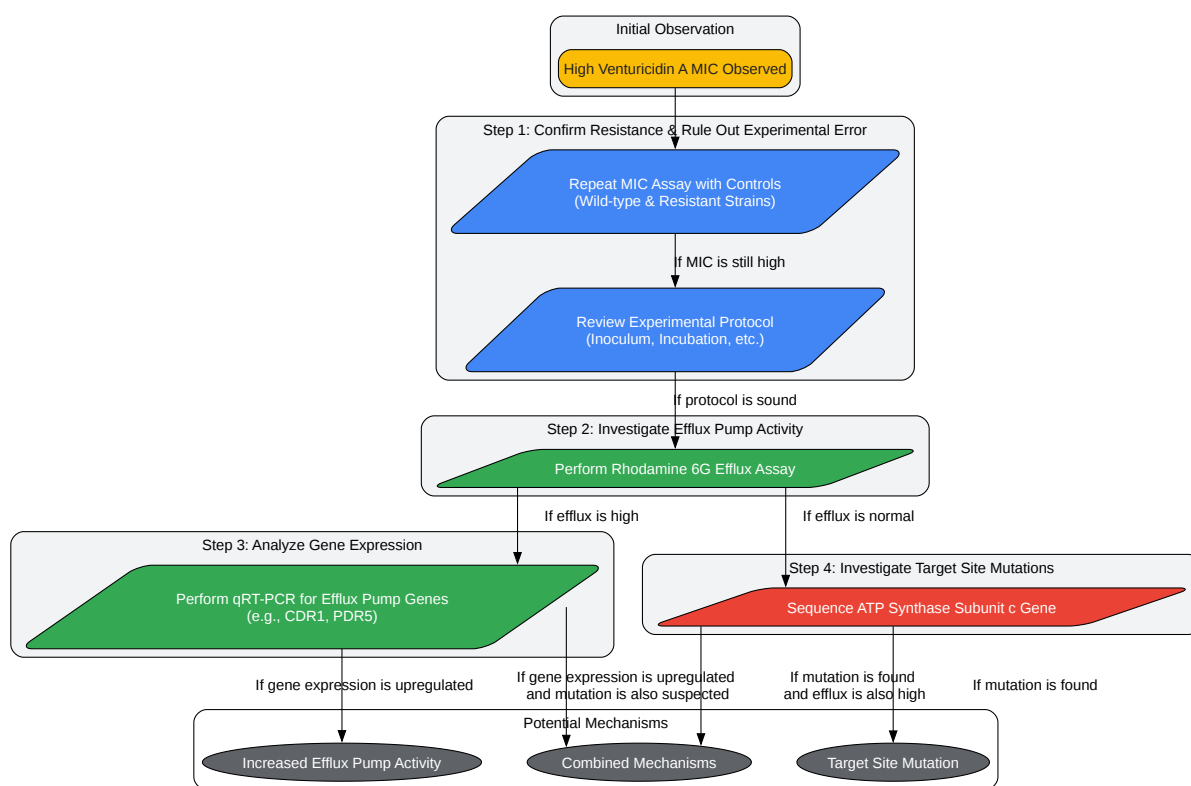 Initial Observation
High Venturicidin A MIC Observed
Step 1: Confirm Resistance & Rule Out Experimental Error
Repeat MIC Assay with Controls
(Wild-type & Resistant Strains)
If MIC is still high
Review Experimental Protocol
(Inoculum, Incubation, etc.)
If protocol is sound
Step 2: Investigate Efflux Pump Activity
Perform Rhodamine 6G Efflux Assay
If efflux is high
If efflux is normal
Step 3: Analyze Gene Expression
Perform qRT-PCR for Efflux Pump Genes
(e.g., CDR1, PDR5)
Step 4: Investigate Target Site Mutations
Sequence ATP Synthase Subunit c Gene
If gene expression is upregulated
If gene expression is upregulated
and mutation is also suspected
If mutation is found
and efflux is also high
If mutation is found
Potential Mechanisms
Increased Efflux Pump Activity
Combined Mechanisms
Target Site Mutation